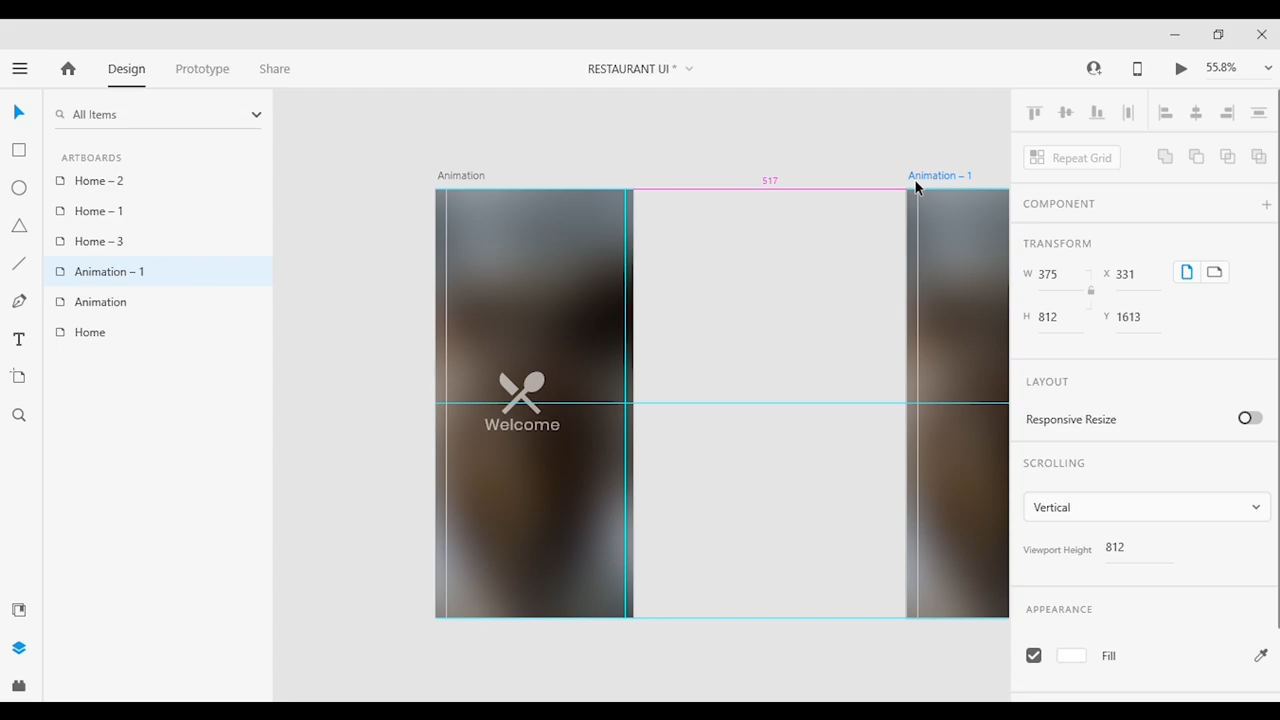 Design
Prototype
Share
RESTAURANT UI *
55.8%
All Items
ARTBOARDS
Home – 2
Home – 1
Home – 3
Animation – 1
Animation
Home
Animation
517
Animation – 1
Welcome
Repeat Grid
COMPONENT
TRANSFORM
W 375 X 331
H 812 Y 1613
LAYOUT
Responsive Resize
SCROLLING
Vertical
Viewport Height 812
APPEARANCE
Fill